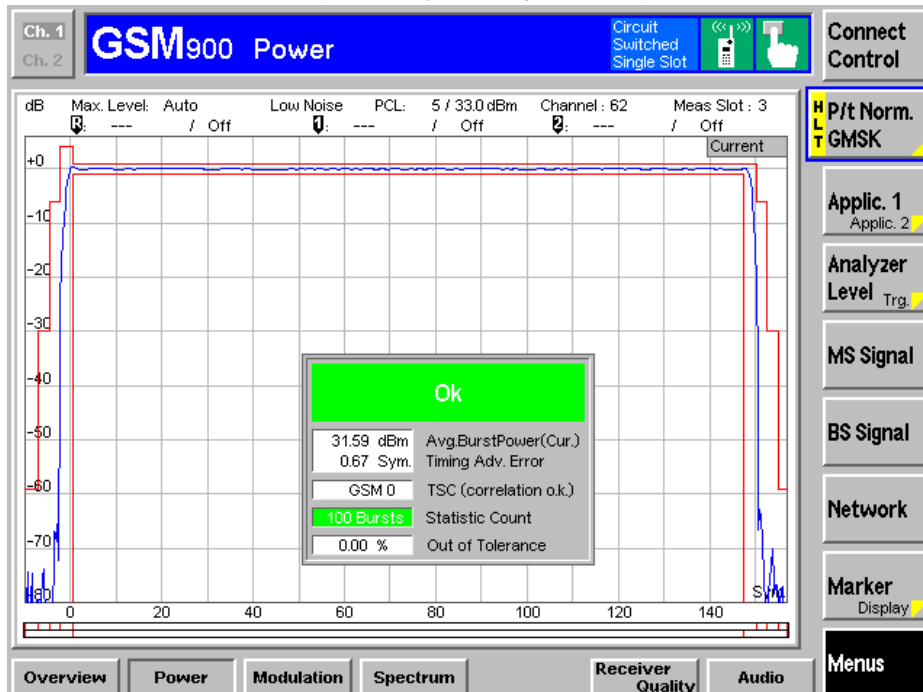 Ch. 1
Ch. 2
GSM900 Power
Circuit
Switched
Single Slot
Connect
Control
dB Max. Level: Auto Low Noise PCL: 5 / 33.0 dBm Channel : 62 Meas Slot : 3
R: --- / Off 1: --- / Off 2: --- / Off
Current
H
L
T
P/t Norm.
GMSK
+0
-10
-20
-30
-40
-50
-60
-70
-80
Applic. 1
Applic. 2
Analyzer
Level Trg.
MS Signal
BS Signal
Network
Marker
Display
Menus
Ok
31.59 dBm Avg.BurstPower(Cur.)
0.67 Sym. Timing Adv. Error
GSM 0 TSC (correlation o.k.)
100 Bursts Statistic Count
0.00 % Out of Tolerance
S
0 20 40 60 80 100 120 140
Overview
Power
Modulation
Spectrum
Receiver
Quality
Audio